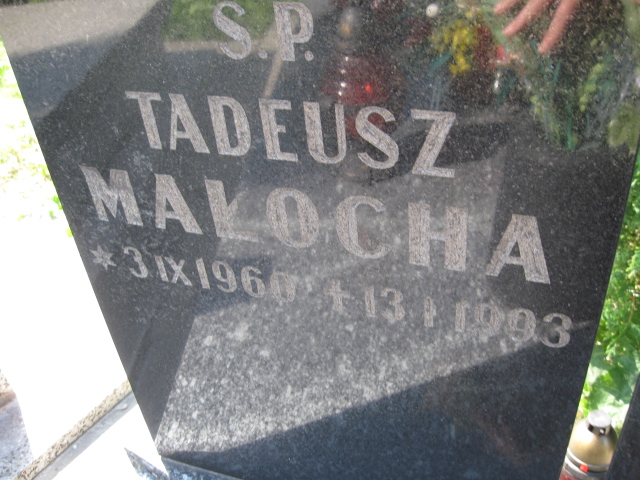 Ś.P.
TADEUSZ
MAŁOCHA
* 3 IX 1960 + 13 I 1993